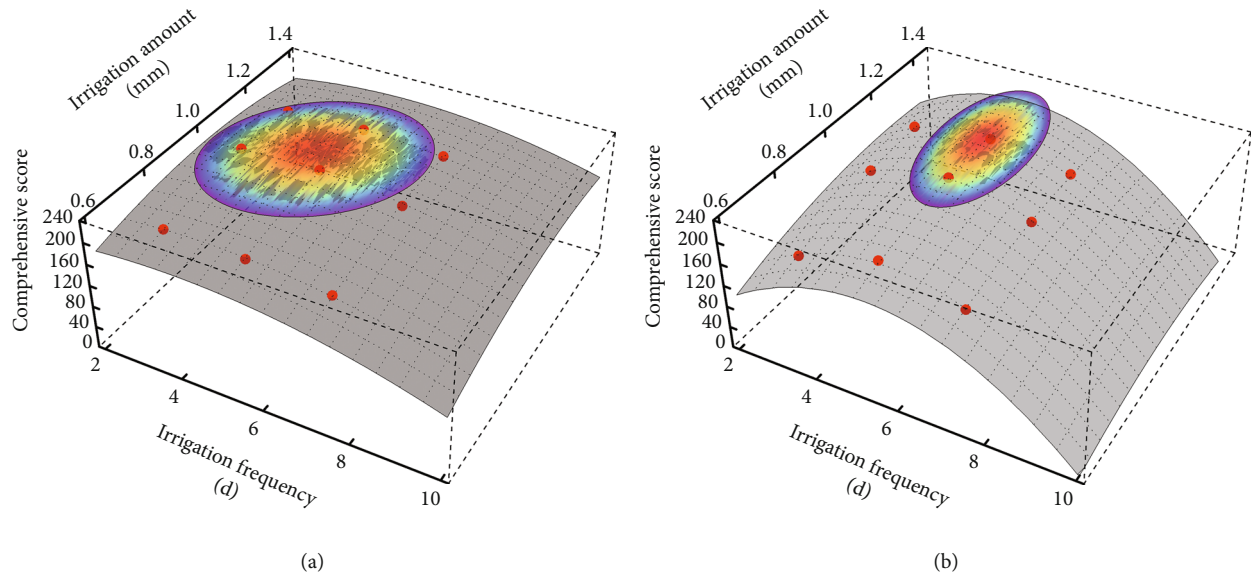 Irrigation amount
(mm)
1.4
1.2
1.0
0.8
0.6
Comprehensive score
240
200
160
120
80
40
0
2
4
6
8
10
Irrigation frequency
(d)
(a)
Irrigation amount
(mm)
1.4
1.2
1.0
0.8
0.6
Comprehensive score
240
200
160
120
80
40
0
2
4
6
8
10
Irrigation frequency
(d)
(b)